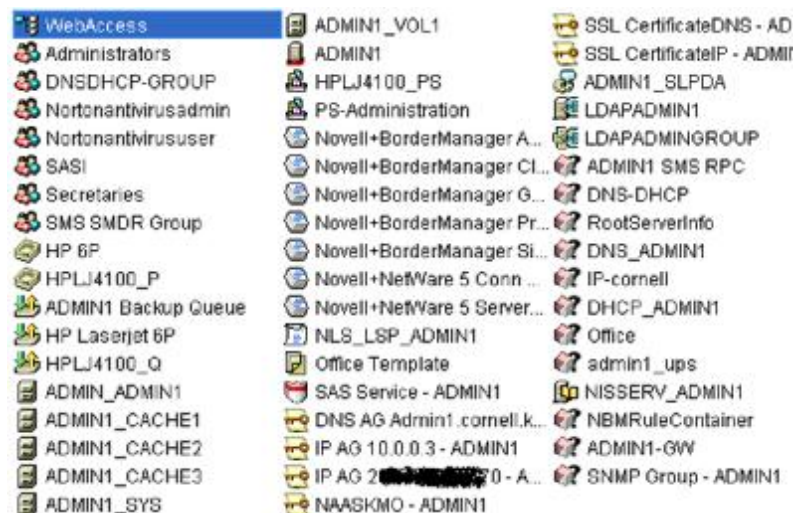 WebAccess
Administrators
DNSDHCP-GROUP
Nortonantivirusadmin
Nortonantivirususer
SASI
Secretaries
SMS SMDR Group
HP 6P
HPLJ4100_P
ADMIN1 Backup Queue
HP Laserjet 6P
HPLJ4100_Q
ADMIN_ADMIN1
ADMIN1_CACHE1
ADMIN1_CACHE2
ADMIN1_CACHE3
ADMIN1_SYS
ADMIN1_VOL1
ADMIN1
HPLJ4100_PS
PS-Administration
Novell+BorderManager A...
Novell+BorderManager Cl...
Novell+BorderManager G...
Novell+BorderManager Pr...
Novell+BorderManager Si...
Novell+NetWare 5 Conn ...
Novell+NetWare 5 Server...
NLS_LSP_ADMIN1
Office Template
SAS Service - ADMIN1
DNS AG Admin1.cornell.k...
IP AG 10.0.0.3 - ADMIN1
IP AG 2 70 - A...
NAASKMO - ADMIN1
SSL CertificateDNS - AD
SSL CertificateIP - ADMIN
ADMIN1_SLPDA
LDAPADMIN1
LDAPADMINGROUP
ADMIN1 SMS RPC
DNS-DHCP
RootServerInfo
DNS_ADMIN1
IP-cornell
DHCP_ADMIN1
Office
admin1_ups
NISSERV_ADMIN1
NBMRuleContainer
ADMIN1-GW
SNMP Group - ADMIN1